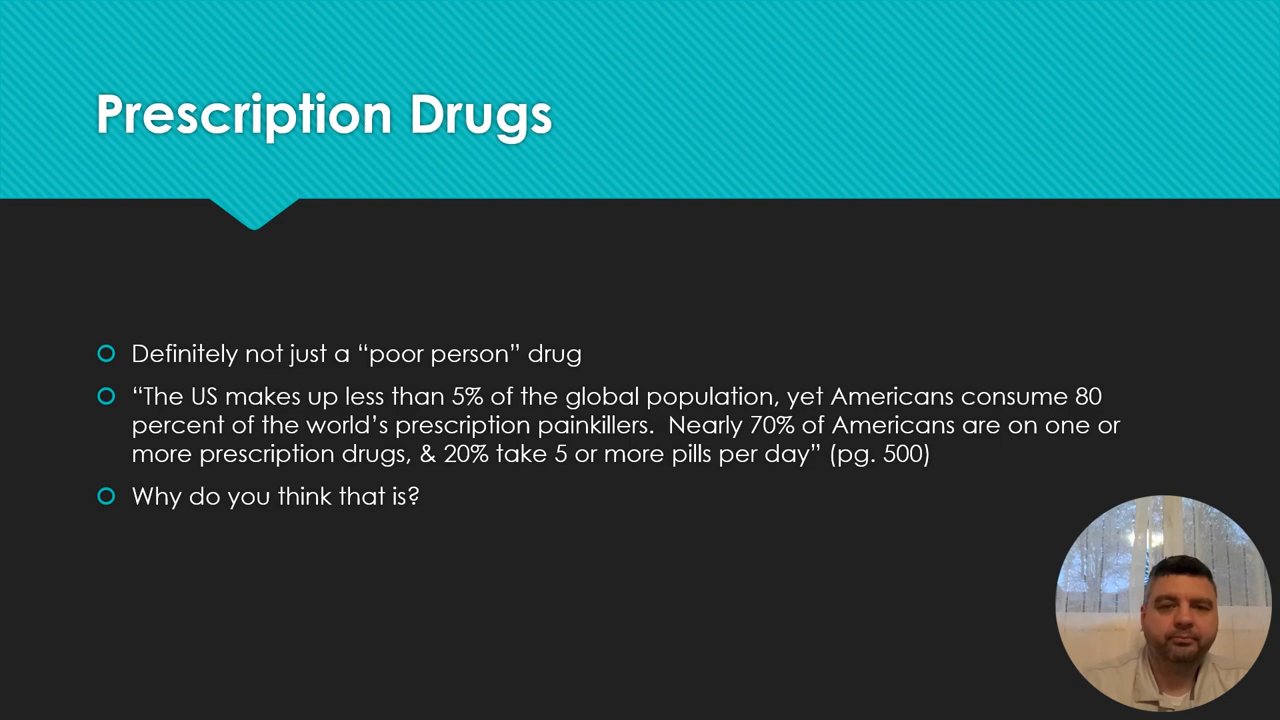 Prescription Drugs
Definitely not just a “poor person” drug
“The US makes up less than 5% of the global population, yet Americans consume 80
percent of the world’s prescription painkillers.  Nearly 70% of Americans are on one or
more prescription drugs, & 20% take 5 or more pills per day” (pg. 500)
Why do you think that is?